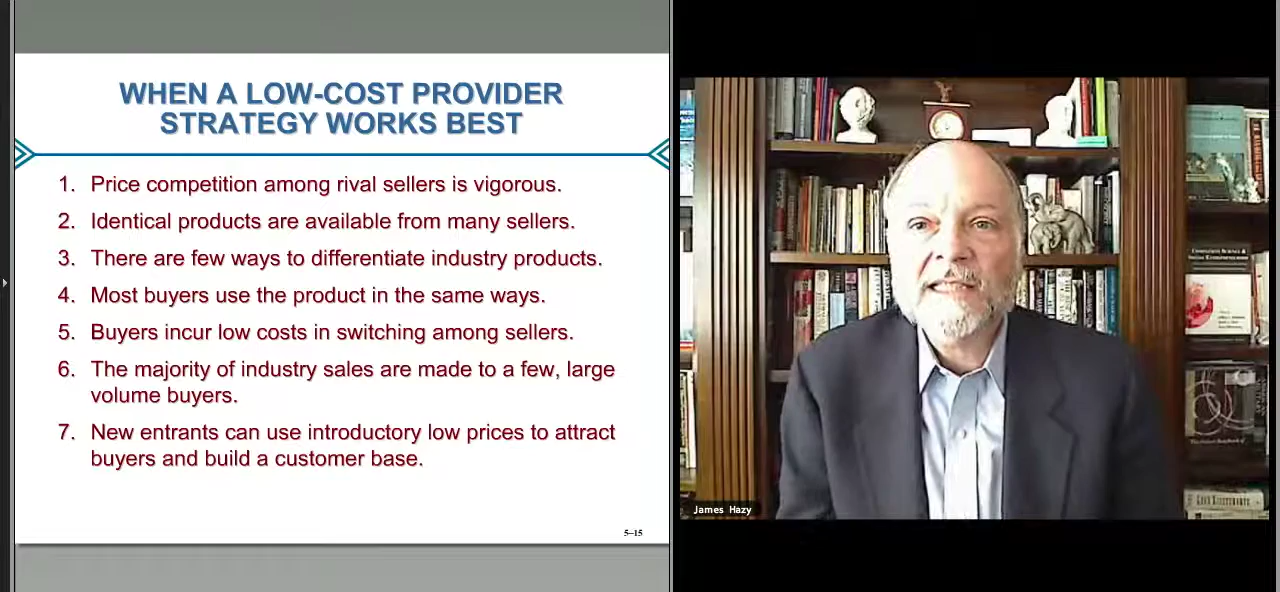 WHEN A LOW-COST PROVIDER
STRATEGY WORKS BEST
1. Price competition among rival sellers is vigorous.
2. Identical products are available from many sellers.
3. There are few ways to differentiate industry products.
4. Most buyers use the product in the same ways.
5. Buyers incur low costs in switching among sellers.
6. The majority of industry sales are made to a few, large
volume buyers.
7. New entrants can use introductory low prices to attract
buyers and build a customer base.
5–15
James Hazy